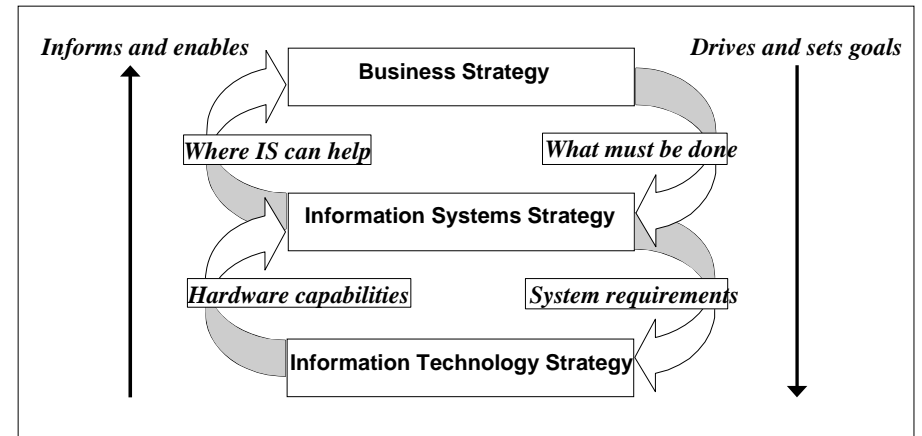 Informs and enables
Drives and sets goals
Business Strategy
Where IS can help
What must be done
Information Systems Strategy
Hardware capabilities
System requirements
Information Technology Strategy